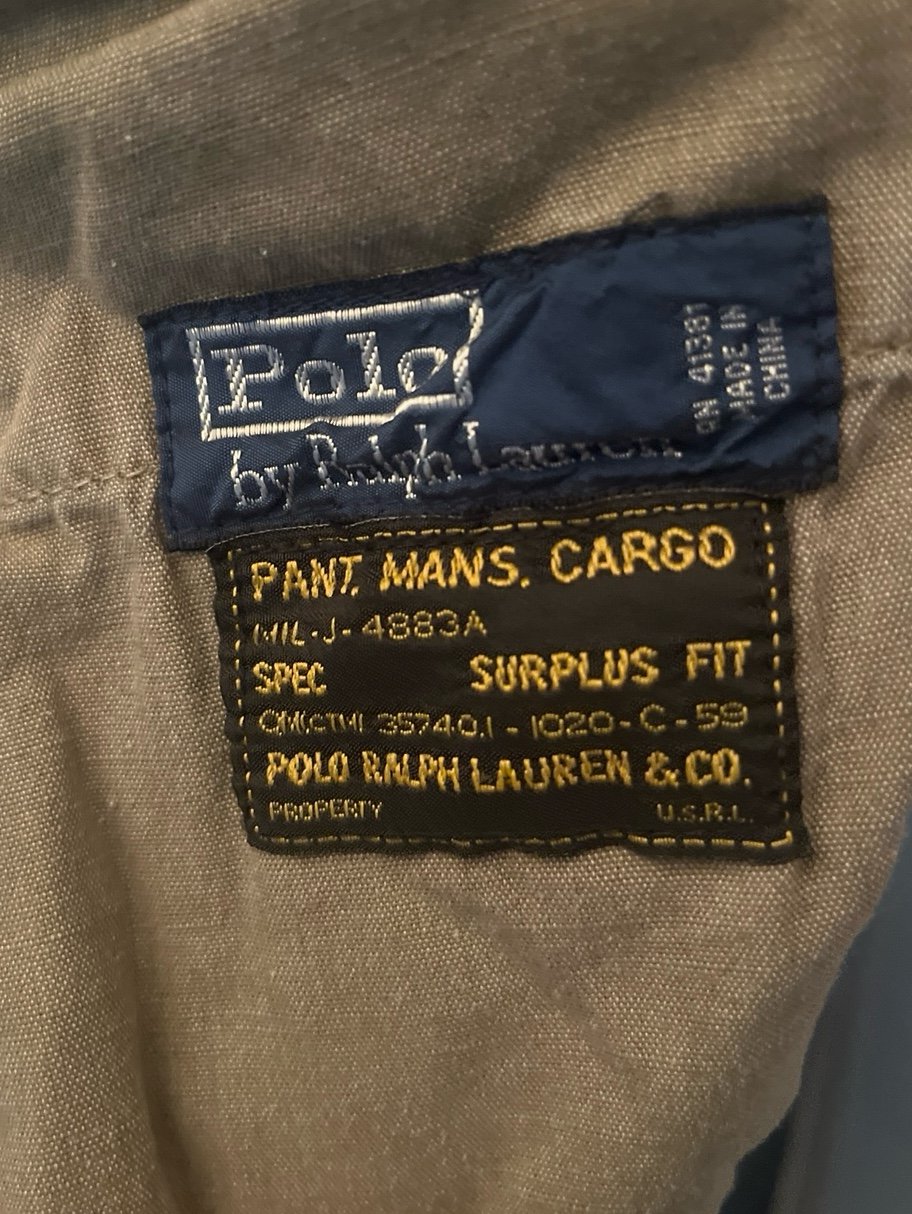 Polo
by Ralph Lauren
RN 41381
MADE IN
CHINA
PANT. MANS. CARGO
MIL-J-4883A
SPEC SURPLUS FIT
35740.1-1020-C-59
POLO RALPH LAUREN & CO.
PROPERTY U.S.R.L.